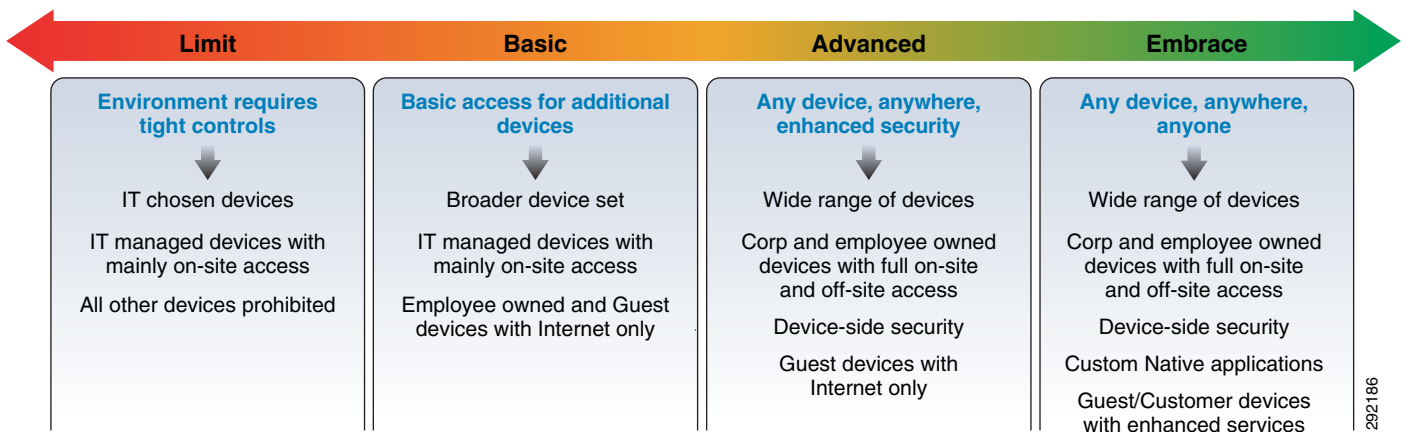 Limit
Basic
Advanced
Embrace
Environment requires
tight controls
IT chosen devices
IT managed devices with
mainly on-site access
All other devices prohibited
Basic access for additional
devices
Broader device set
IT managed devices with
mainly on-site access
Employee owned and Guest
devices with Internet only
Any device, anywhere,
enhanced security
Wide range of devices
Corp and employee owned
devices with full on-site
and off-site access
Device-side security
Guest devices with
Internet only
Any device, anywhere,
anyone
Wide range of devices
Corp and employee owned
devices with full on-site
and off-site access
Device-side security
Custom Native applications
Guest/Customer devices
with enhanced services
292186